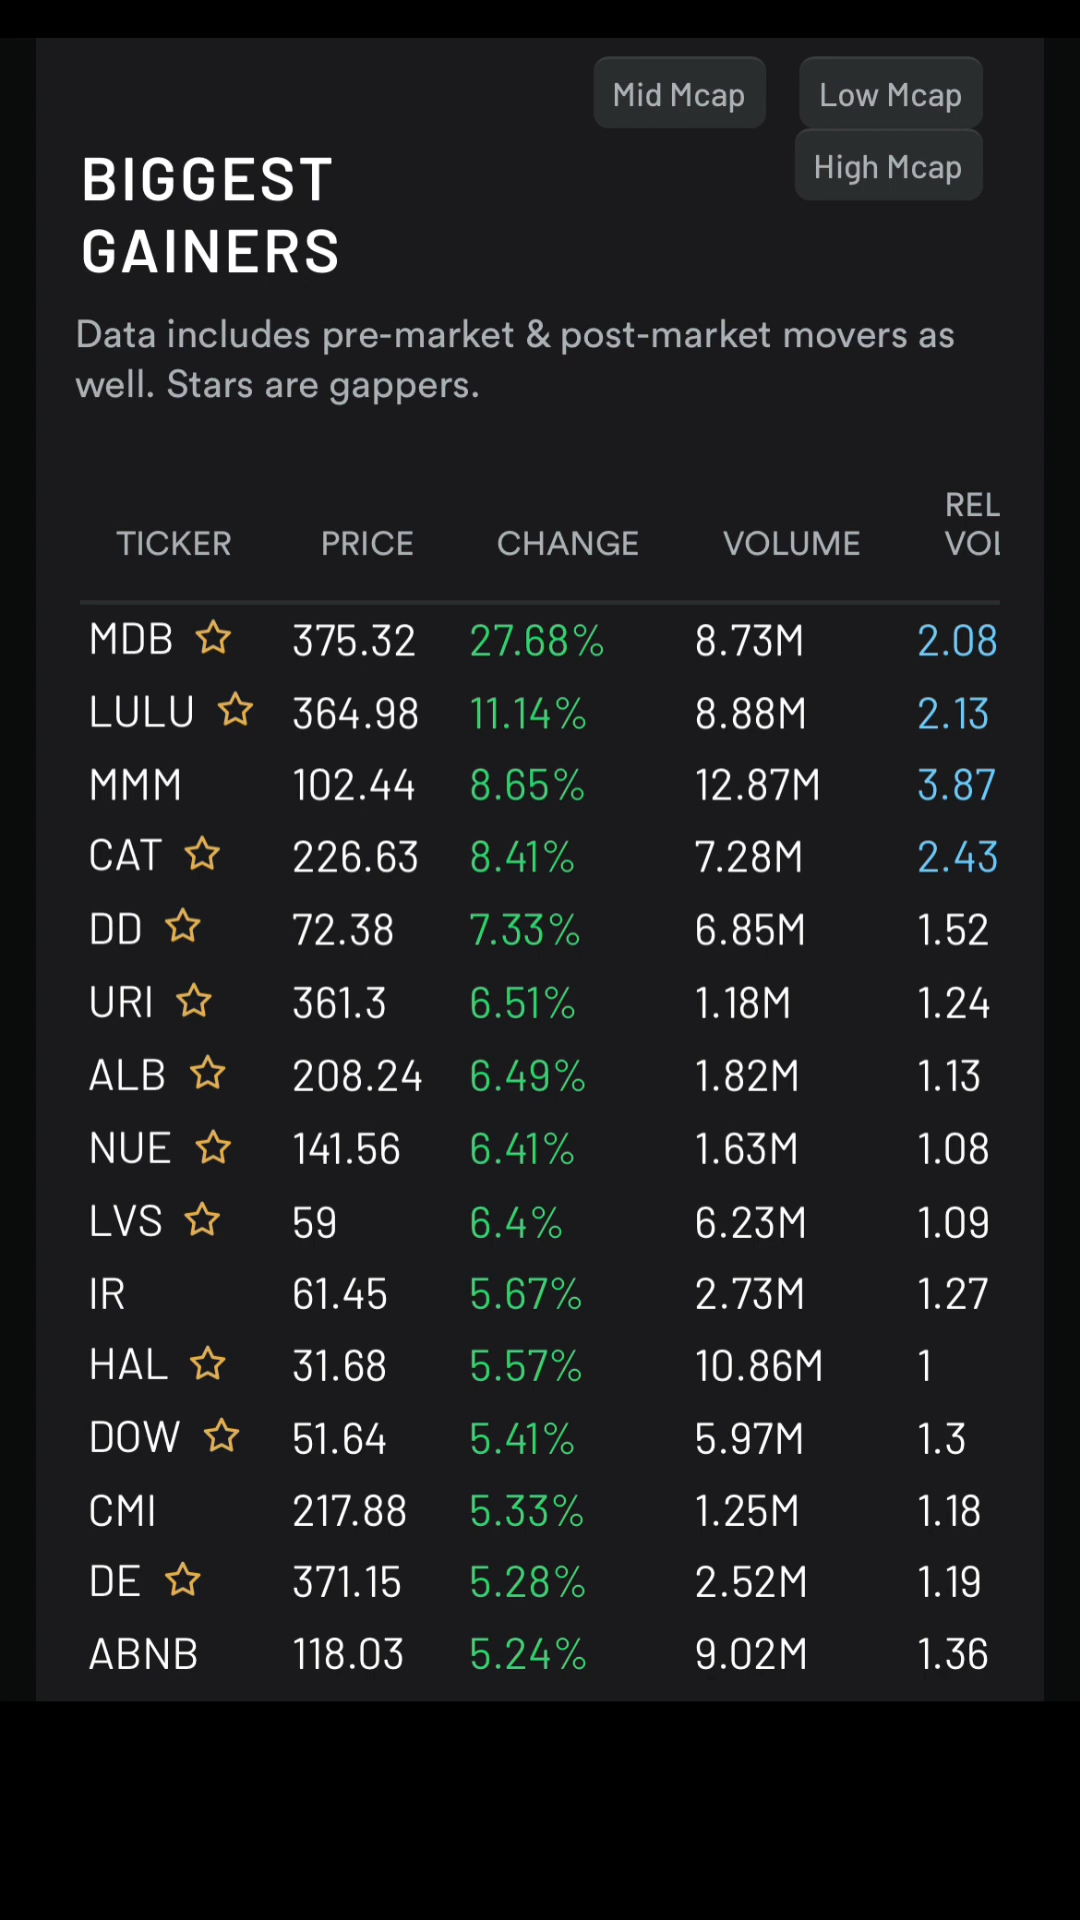 Mid Mcap Low Mcap
High Mcap
BIGGEST
GAINERS
Data includes pre-market & post-market movers as
well. Stars are gappers.
TICKER PRICE CHANGE VOLUME REL VOL
MDB 375.32 27.68% 8.73M 2.08
LULU 364.98 11.14% 8.88M 2.13
MMM 102.44 8.65% 12.87M 3.87
CAT 226.63 8.41% 7.28M 2.43
DD 72.38 7.33% 6.85M 1.52
URI 361.3 6.51% 1.18M 1.24
ALB 208.24 6.49% 1.82M 1.13
NUE 141.56 6.41% 1.63M 1.08
LVS 59 6.4% 6.23M 1.09
IR 61.45 5.67% 2.73M 1.27
HAL 31.68 5.57% 10.86M 1
DOW 51.64 5.41% 5.97M 1.3
CMI 217.88 5.33% 1.25M 1.18
DE 371.15 5.28% 2.52M 1.19
ABNB 118.03 5.24% 9.02M 1.36